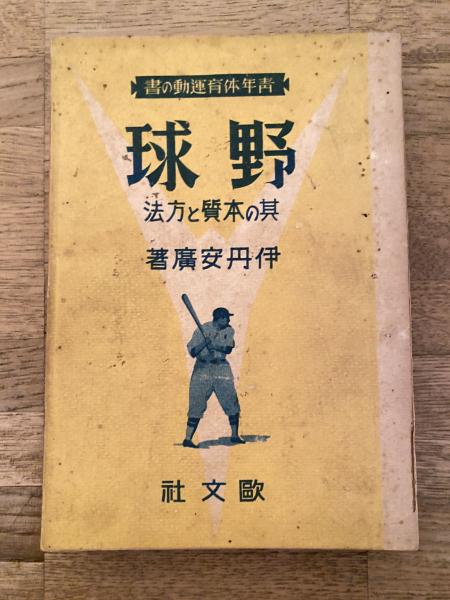 青年体育運動の書
野球
其の本質と方法
伊丹安廣著
歐文社